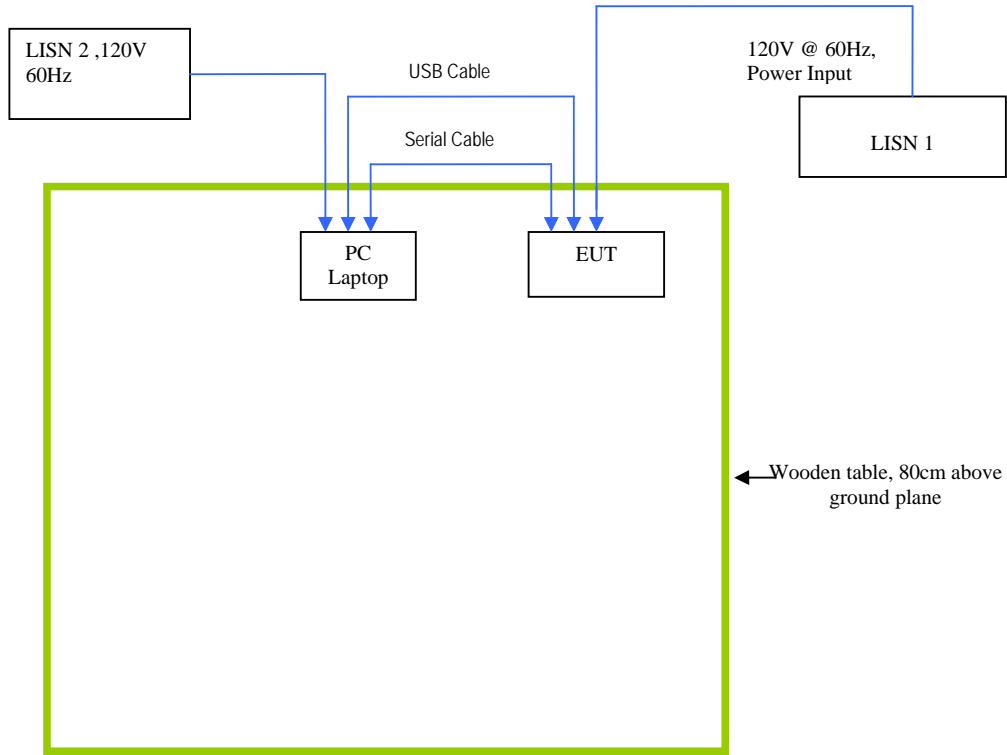 LISN 2 ,120V
60Hz
USB Cable
120V @ 60Hz,
Power Input
Serial Cable
LISN 1
PC
Laptop
EUT
Wooden table, 80cm above
ground plane